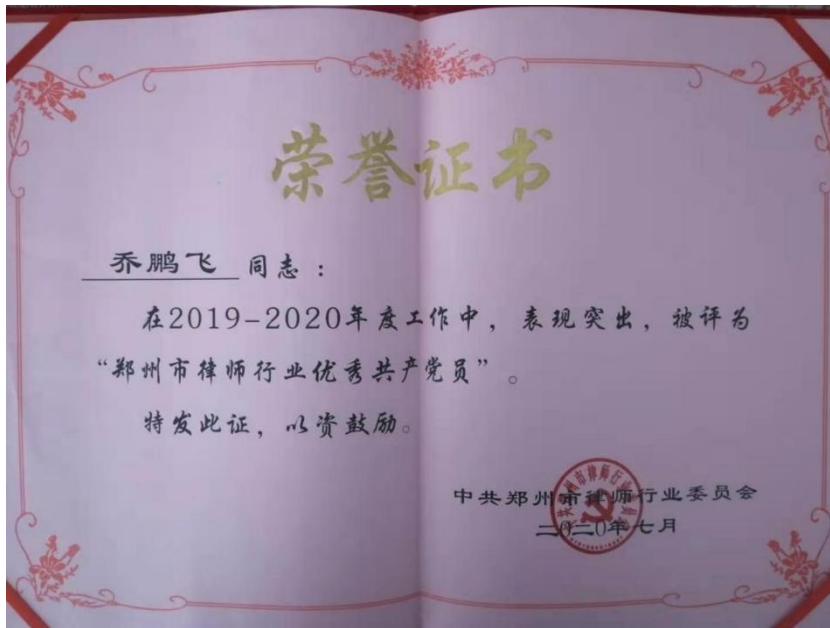 荣誉证书
乔鹏飞 同志：
在2019-2020年度工作中，表现突出，被评为
“郑州市律师行业优秀共产党员”。
特发此证，以资鼓励。
中共郑州市律师行业委员会
二〇二〇年七月